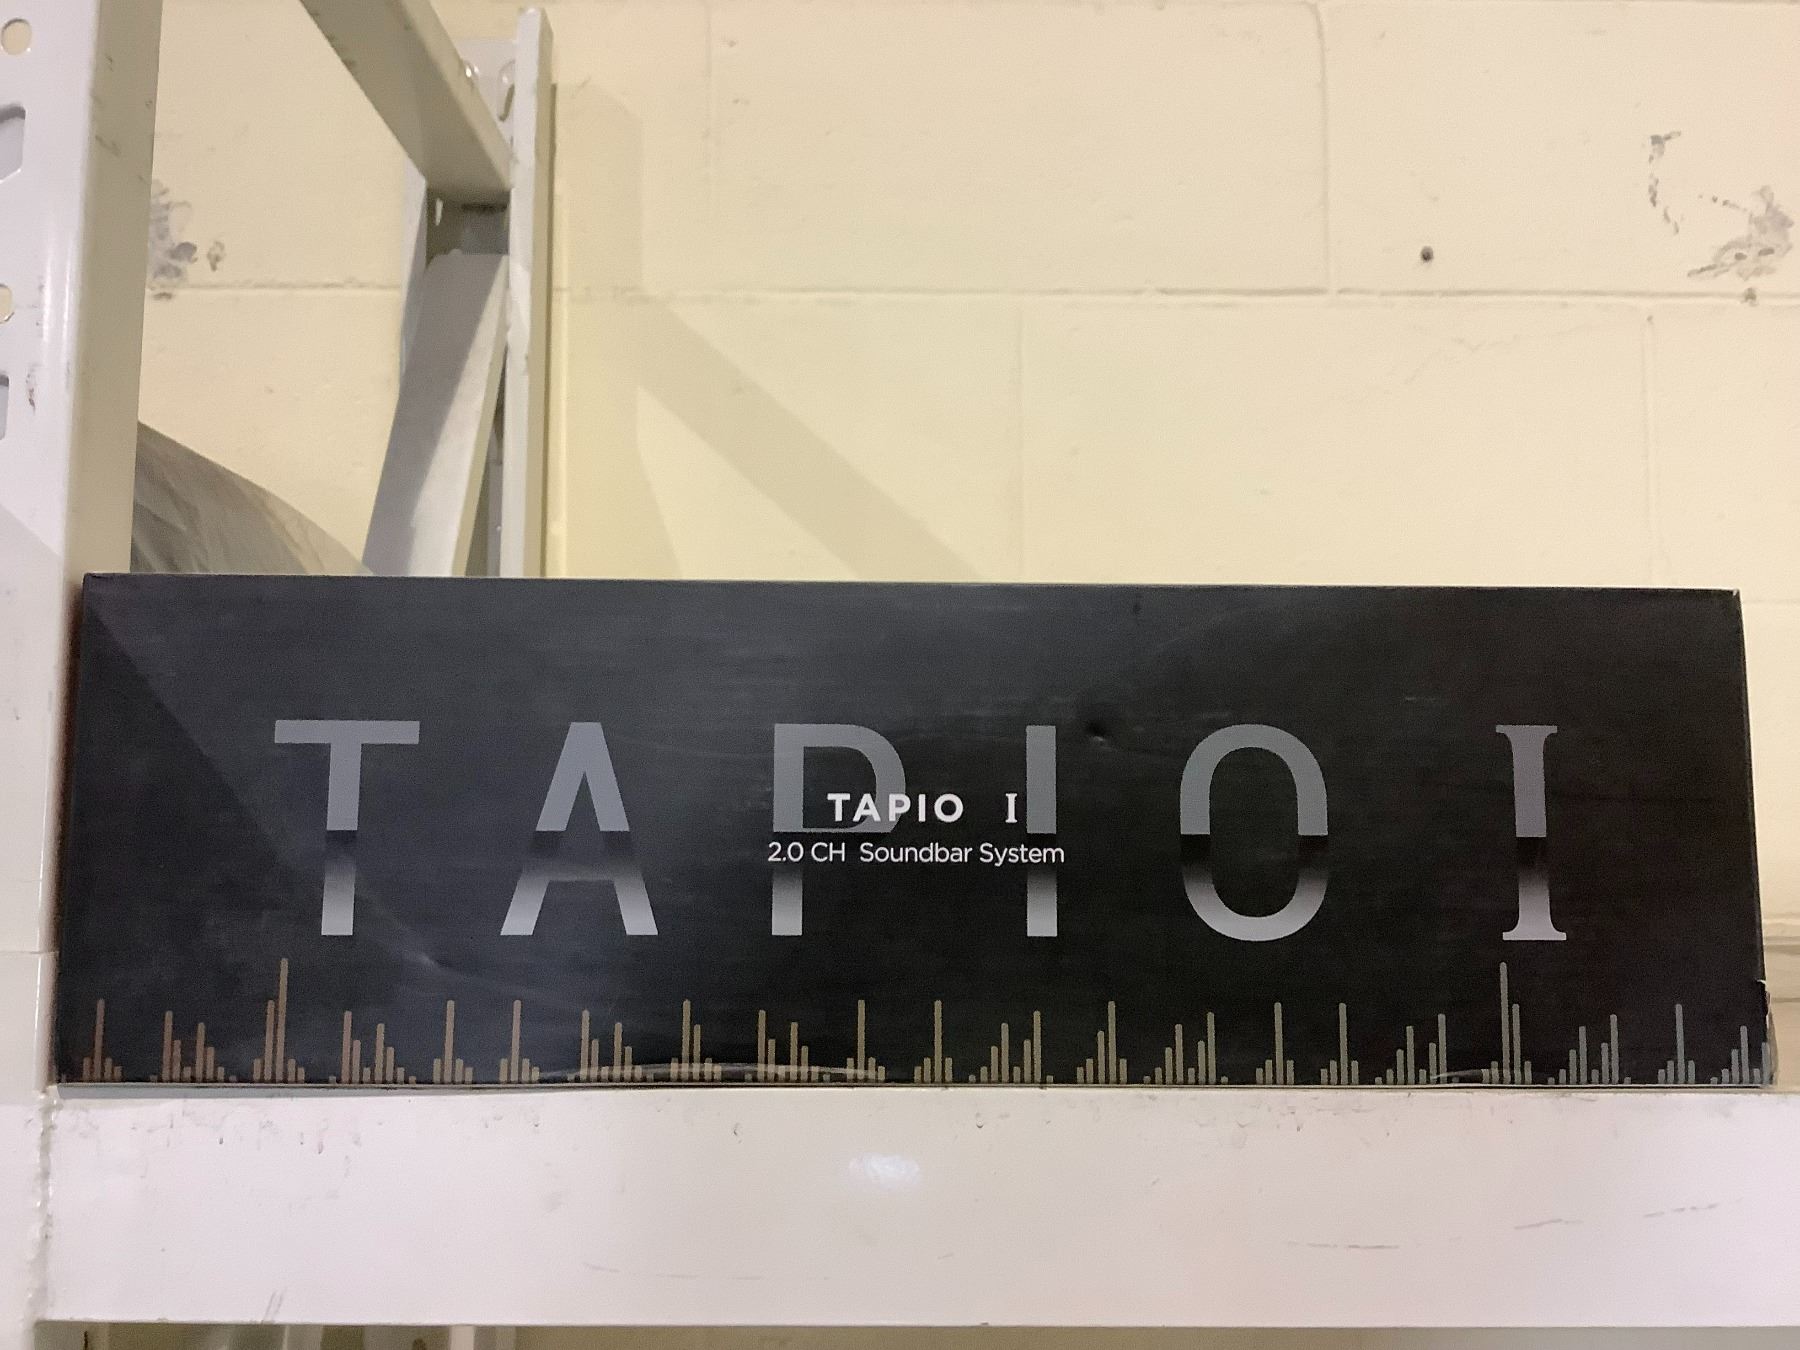 TAPIO I
TAPIO I
2.0 CH Soundbar System